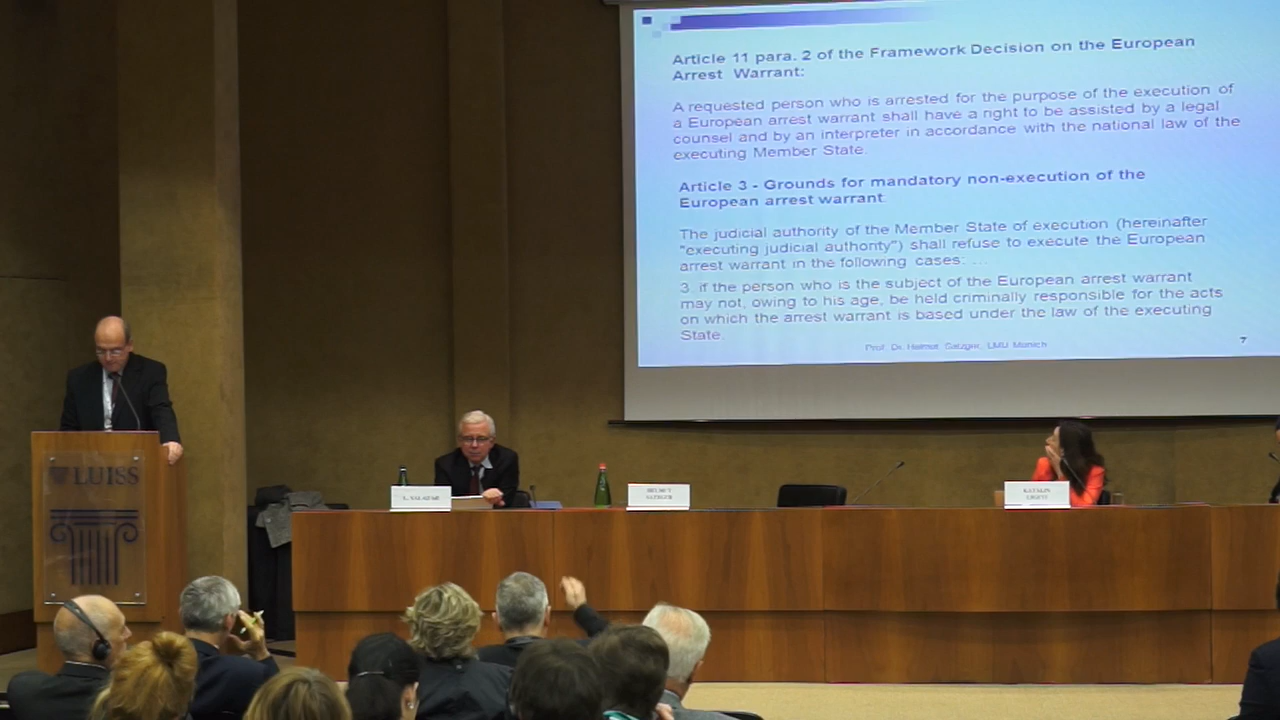 Article 11 para. 2 of the Framework Decision on the European
Arrest Warrant:
A requested person who is arrested for the purpose of the execution of
a European arrest warrant shall have a right to be assisted by a legal
counsel and by an interpreter in accordance with the national law of the
executing Member State.
Article 3 - Grounds for mandatory non-execution of the
European arrest warrant
The judicial authority of the Member State of execution (hereinafter
"executing judicial authority") shall refuse to execute the European
arrest warrant in the following cases: ...
3. if the person who is the subject of the European arrest warrant
may not, owing to his age, be held criminally responsible for the acts
on which the arrest warrant is based under the law of the executing
State.
Prof. Dr. Helmut Satzger, LMU Munich
7
LUISS
L. SALAZAR
HELMUT
SATZGER
KATALIN
LIGETI